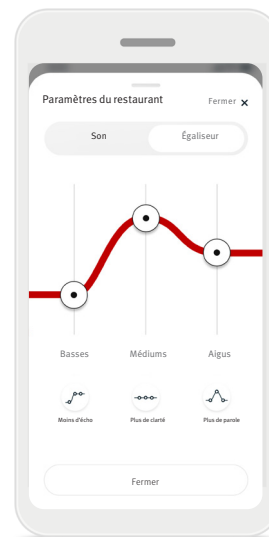 Paramètres du restaurant Fermer ×
Son Égaliseur
Basses Médiums Aigus
Moins d'écho Plus de clarté Plus de parole
Fermer